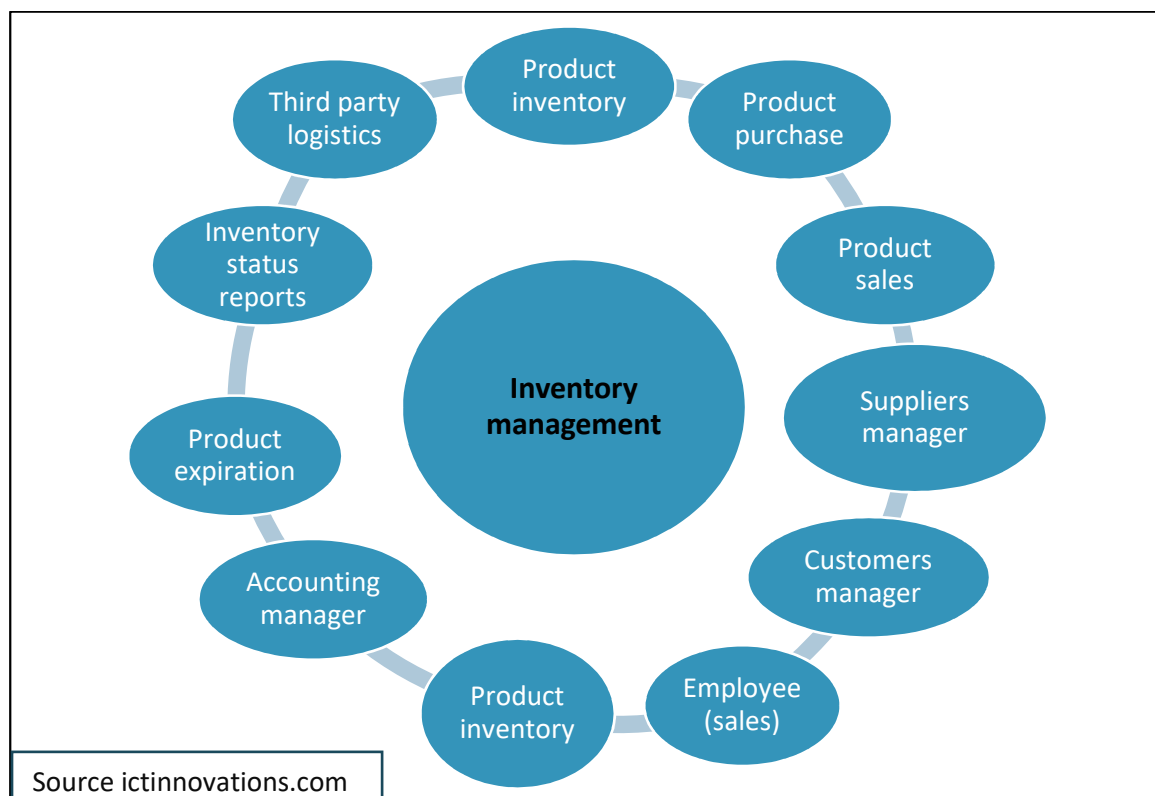 Product
inventory
Product
purchase
Product
sales
Suppliers
manager
Customers
manager
Employee
(sales)
Product
inventory
Accounting
manager
Product
expiration
Inventory
status
reports
Third party
logistics
Inventory
management
Source ictinnovations.com